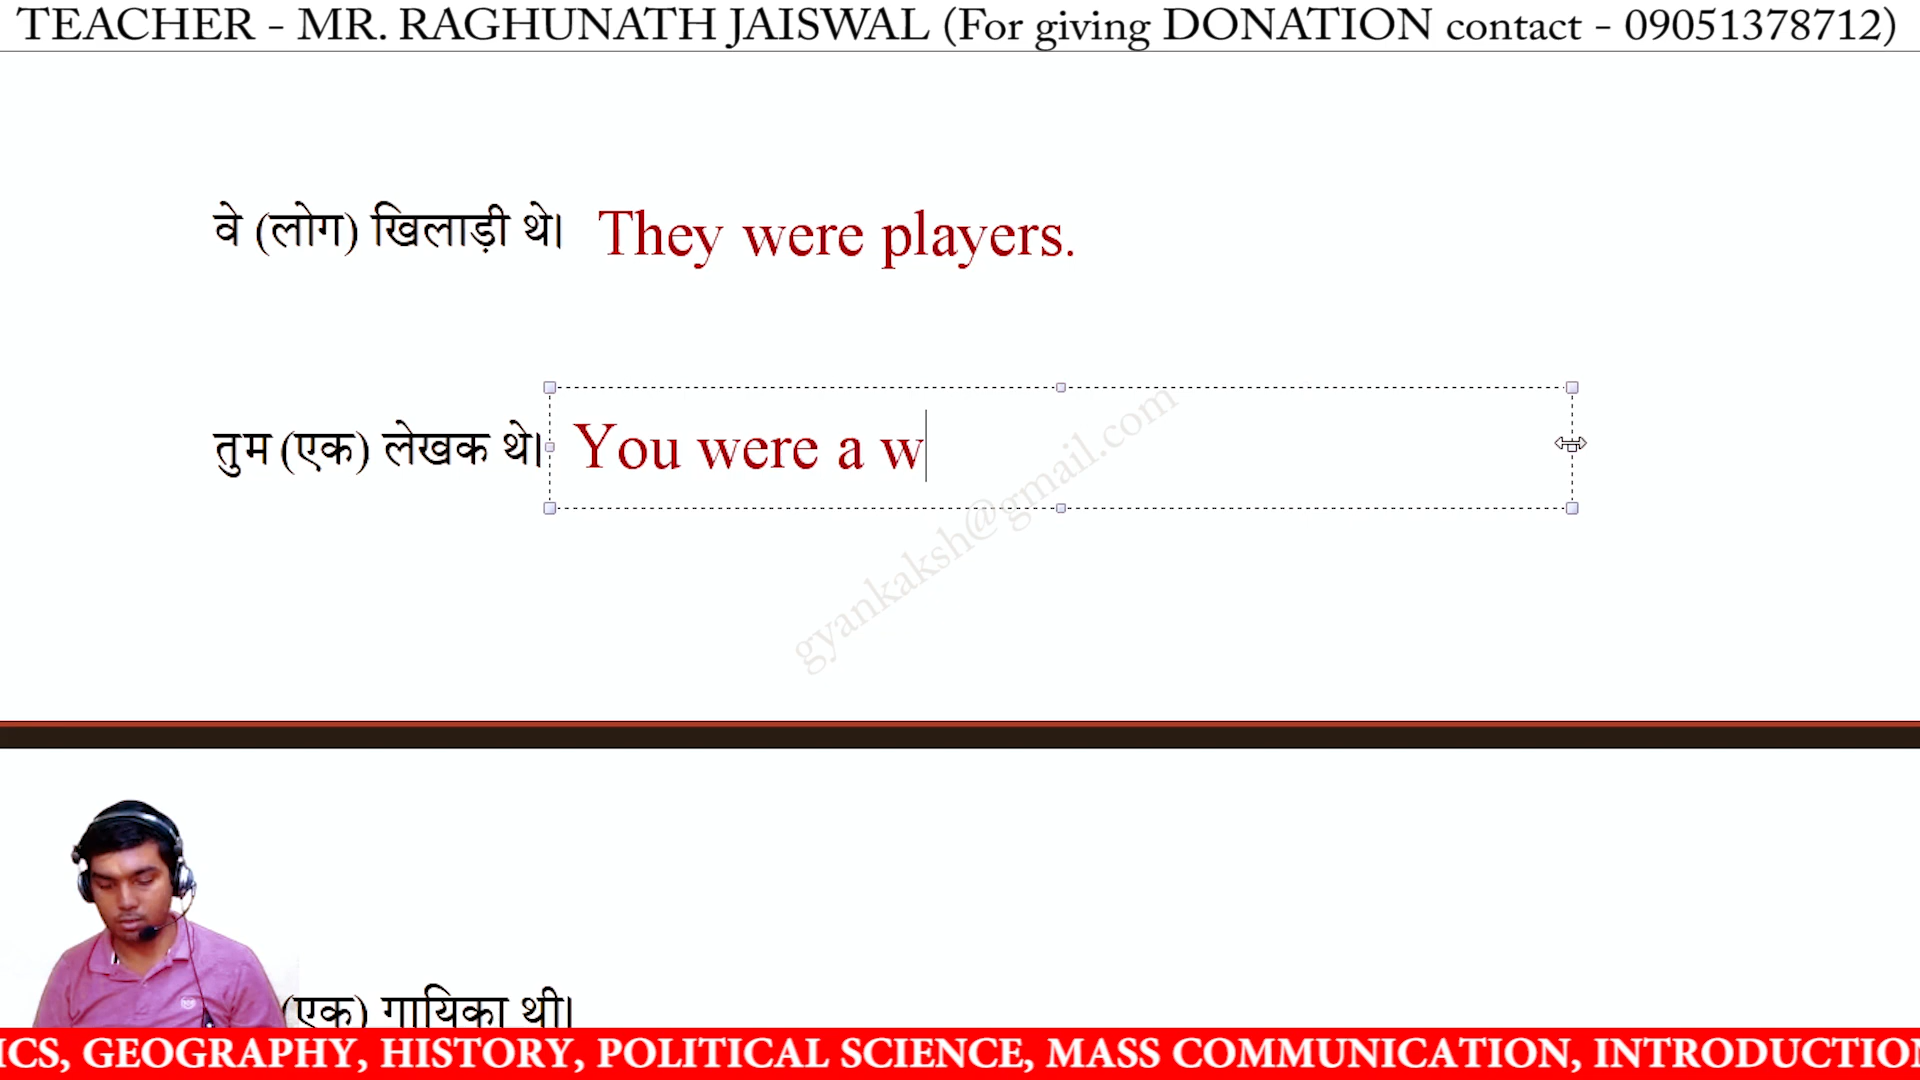 TEACHER - MR. RAGHUNATH JAISWAL (For giving DONATION contact - 09051378712)
वे (लोग) खिलाड़ी थे। They were players.
तुम (एक) लेखक थे। You were a w
gyankaksh@gmail.com
(एक) गायिका थी।
ICS, GEOGRAPHY, HISTORY, POLITICAL SCIENCE, MASS COMMUNICATION, INTRODUCTION